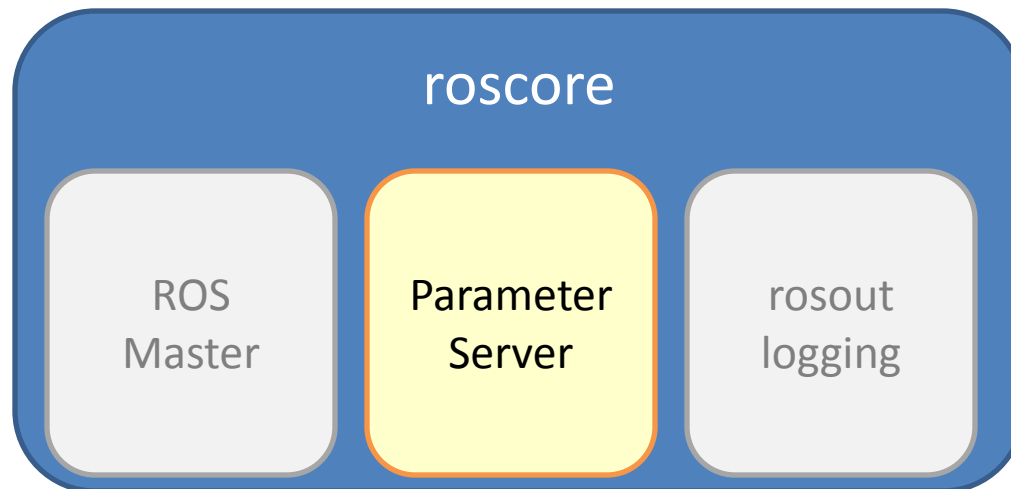 roscore
ROS
Master
Parameter
Server
rosout
logging